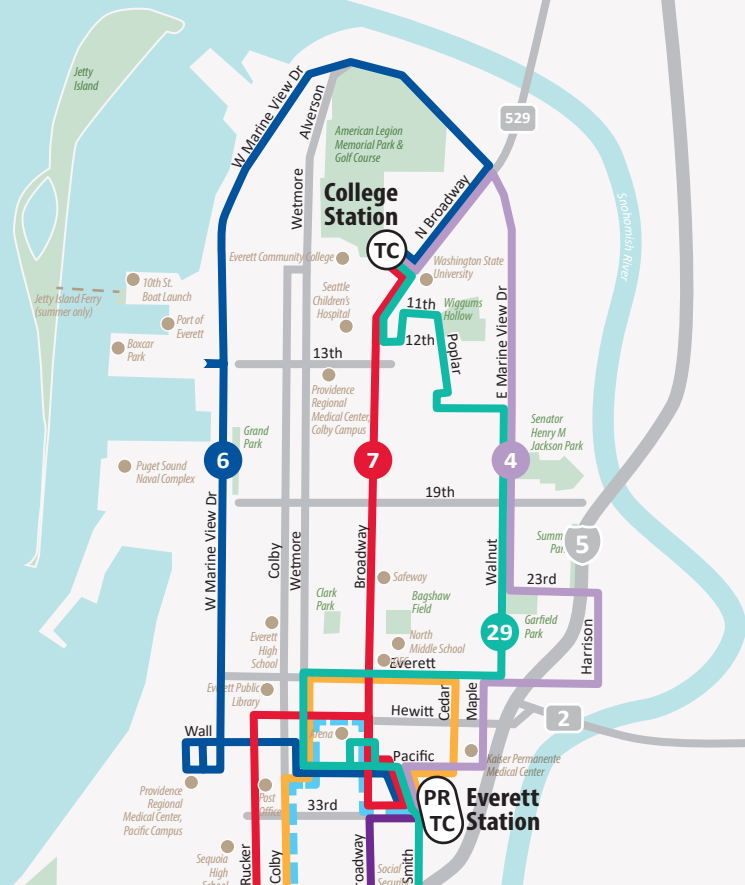 Jetty
Island
W Marine View Dr
Alverson
529
American Legion
Memorial Park &
Golf Course
Wetmore
College
Station
N Broadway
Snohomish River
TC
Everett Community College
Washington State
University
10th St.
Boat Launch
Jetty Island Ferry
(summer only)
Seattle
Children's
Hospital
11th
Wiggums
Hollow
E Marine View Dr
Port of
Everett
12th
Poplar
Boxcar
Park
13th
Providence
Regional
Medical Center,
Colby Campus
Grand
Park
Senator
Henry M
Jackson Park
6
7
4
Puget Sound
Naval Complex
19th
W Marine View Dr
Colby
Wetmore
Broadway
Walnut
5
Safeway
23rd
Clark
Park
Bagshaw
Field
Garfield
Park
29
Harrison
Everett
High
School
North
Middle School
Everett
Everett Public
Library
Cedar
Maple
Hewitt
2
Wall
Arena
Pacific
Kaiser Permanente
Medical Center
Providence
Regional
Medical Center,
Pacific Campus
Post
Office
33rd
PR
TC
Everett
Station
Sequoia
High
School
Rucker
Colby
roadway
Smith
Social